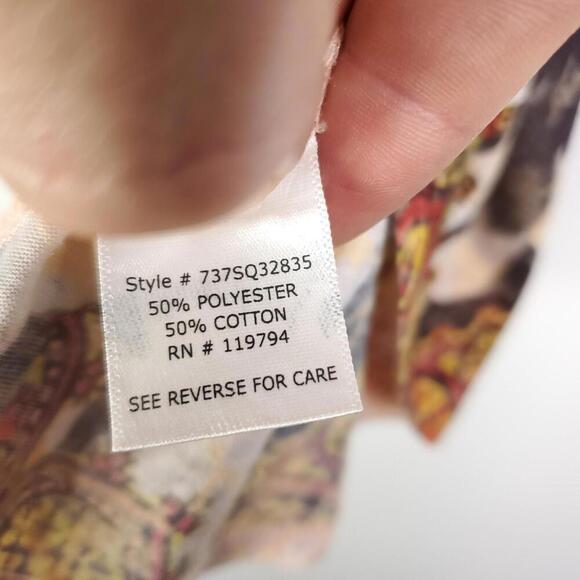 Style # 737SQ32835
50% POLYESTER
50% COTTON
RN # 119794
SEE REVERSE FOR CARE